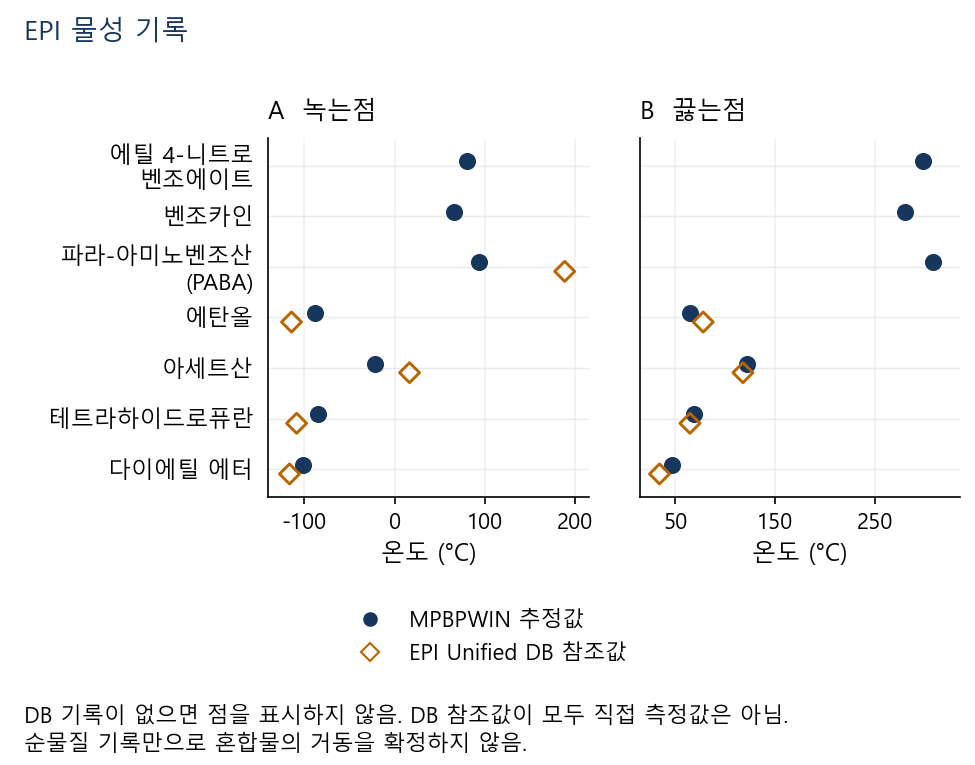 EPI 물성 기록
A 녹는점
B 끓는점
에틸 4-니트로
벤조에이트
벤조카인
파라-아미노벤조산
(PABA)
에탄올
아세트산
테트라하이드로퓨란
다이에틸 에터
-100 0 100 200
50 150 250
온도 (°C)
온도 (°C)
MPBPWIN 추정값
EPI Unified DB 참조값
DB 기록이 없으면 점을 표시하지 않음. DB 참조값이 모두 직접 측정값은 아님.
순물질 기록만으로 혼합물의 거동을 확정하지 않음.